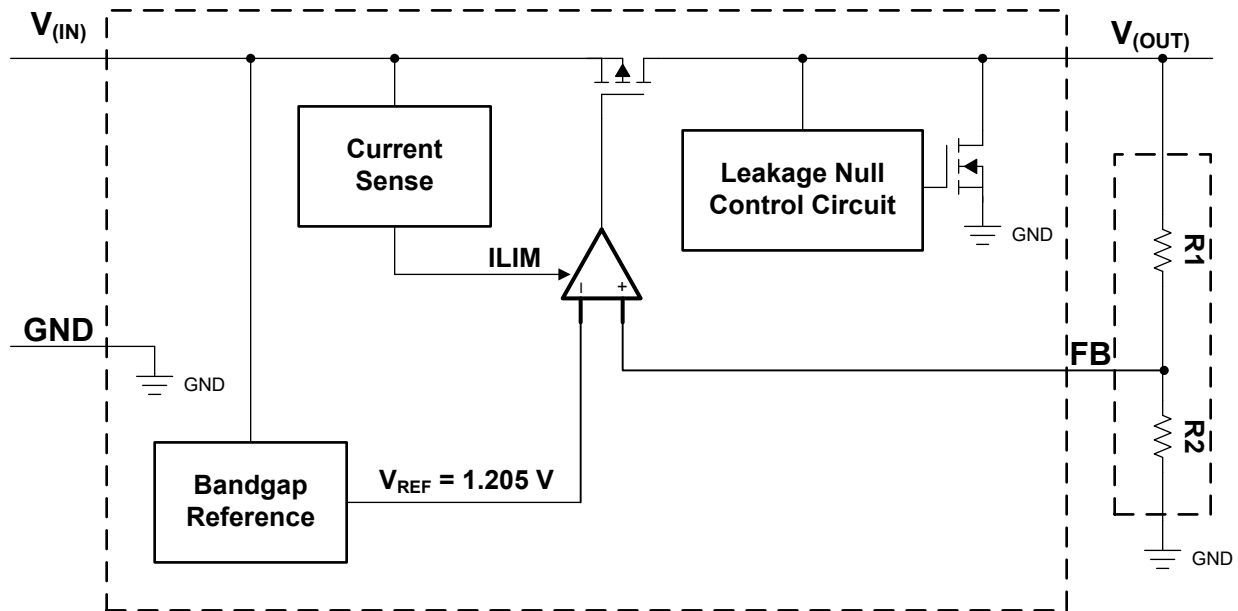 V(IN)
V(OUT)
Current
Sense
Leakage Null
Control Circuit
GND
R1
ILIM
– +
GND
GND
FB
R2
Bandgap
Reference
VREF = 1.205 V
GND